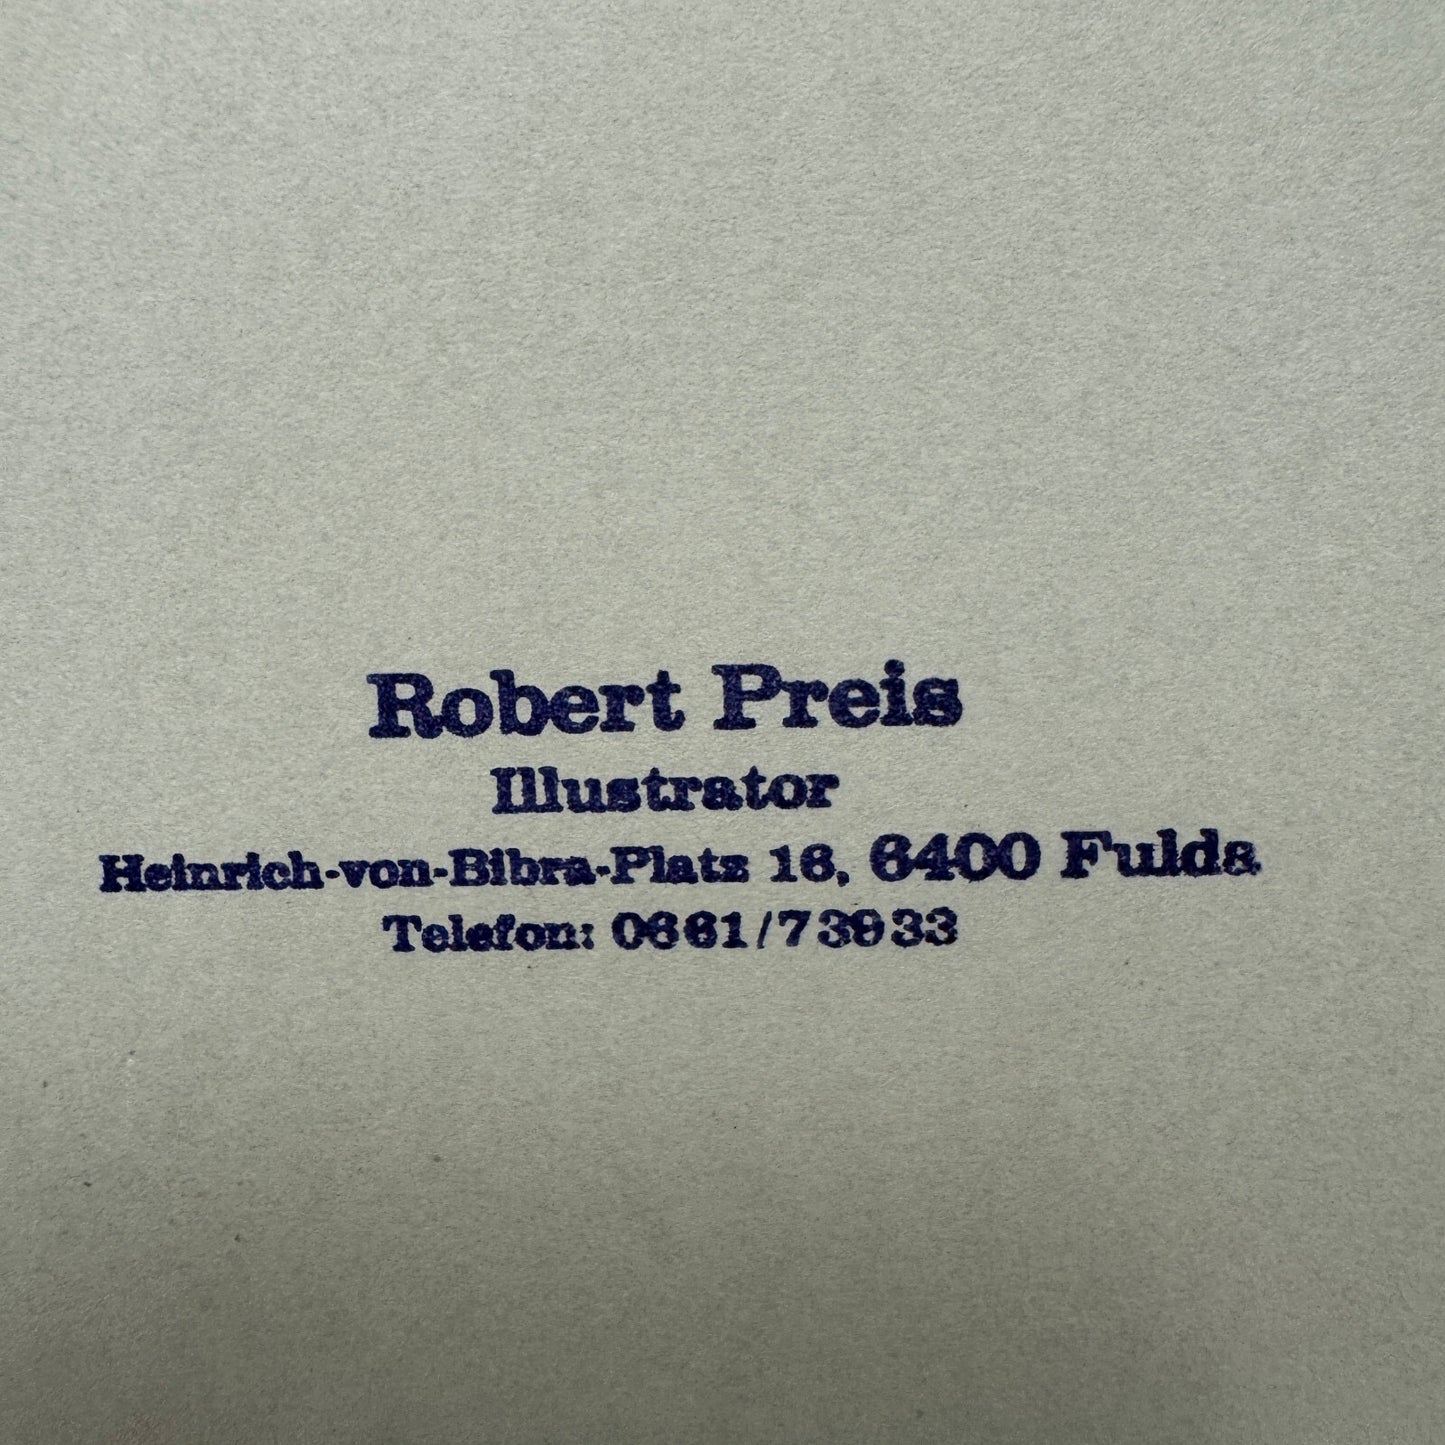 Robert Preis
Illustrator
Heinrich-von-Bibra-Platz 16, 6400 Fulda
Telefon: 0661/73933